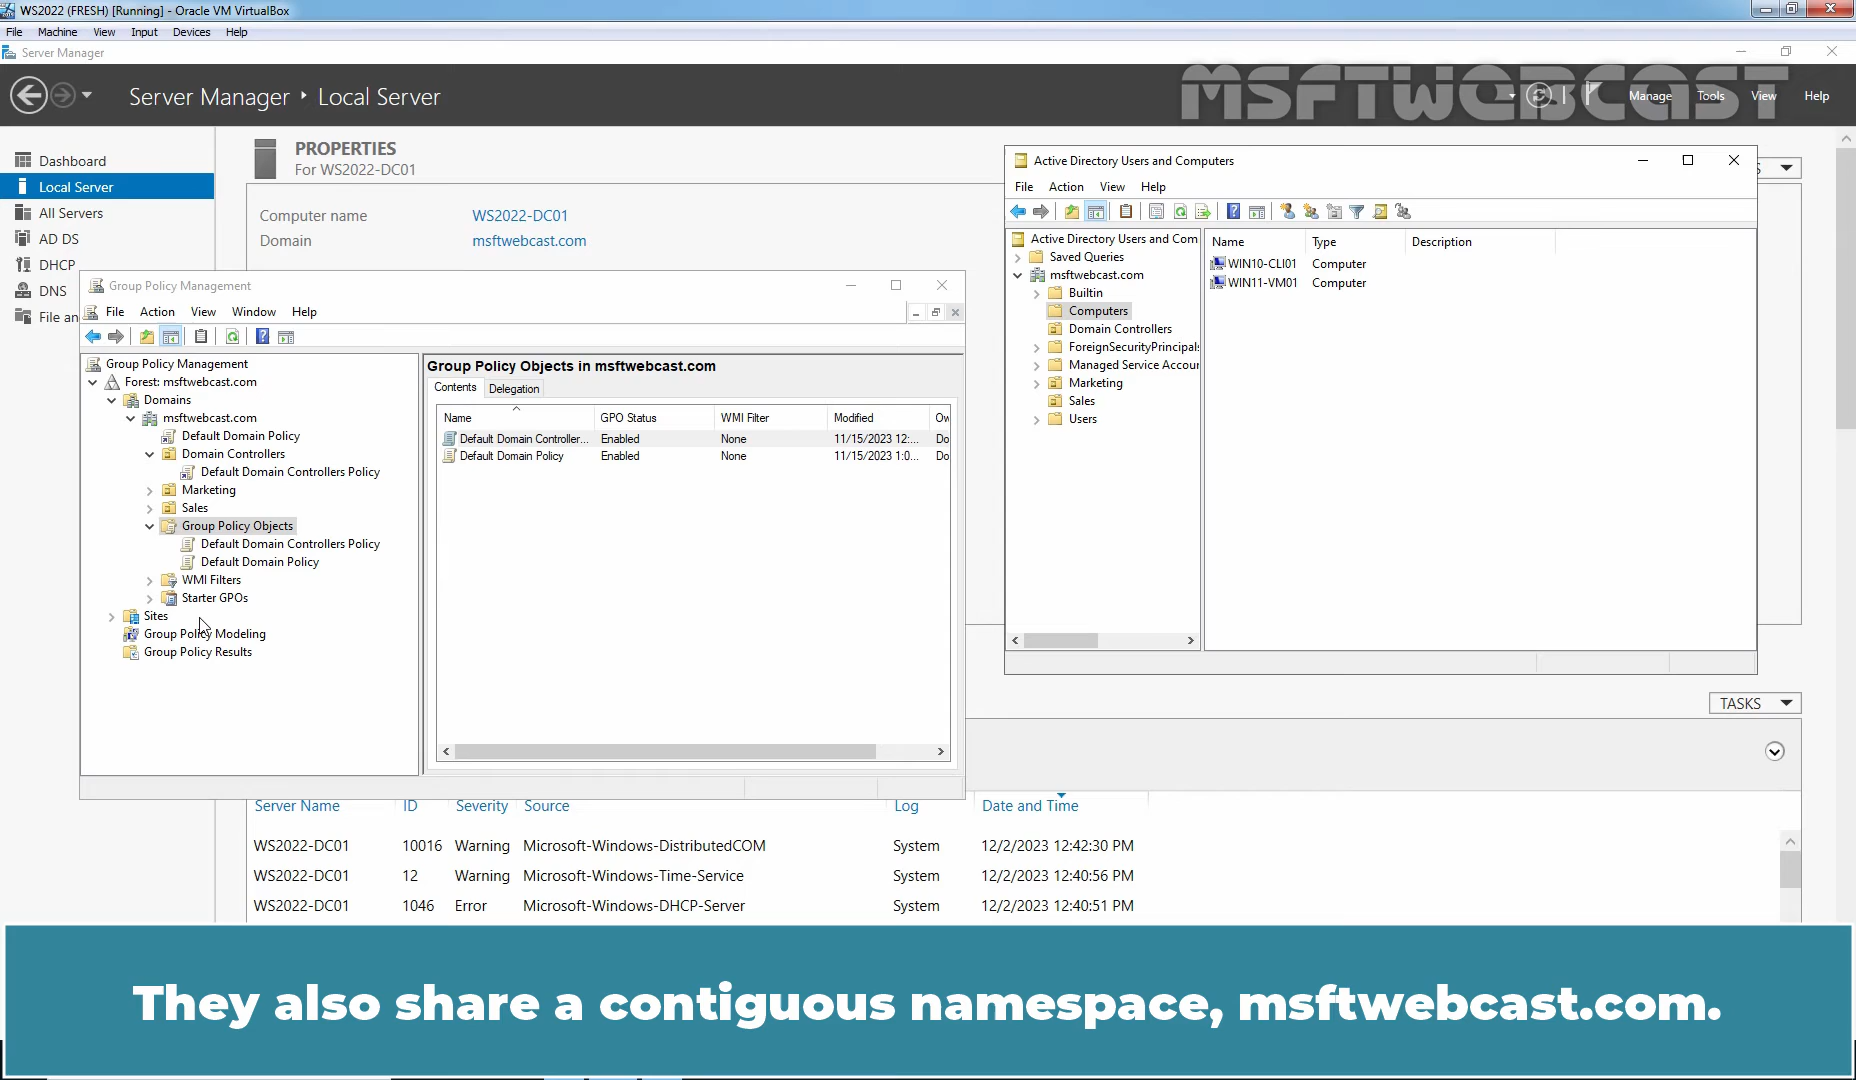 WS2022 (FRESH) [Running] - Oracle VM VirtualBox
File Machine View Input Devices Help
Server Manager
Server Manager • Local Server
MSFTWEBCAST
Manage Tools View Help
Dashboard
Local Server
All Servers
AD DS
DHCP
DNS
File an
PROPERTIES
For WS2022-DC01
Computer name WS2022-DC01
Domain msftwebcast.com
Group Policy Management
File Action View Window Help
Group Policy Management
Forest: msftwebcast.com
Domains
msftwebcast.com
Default Domain Policy
Domain Controllers
Default Domain Controllers Policy
Marketing
Sales
Group Policy Objects
Default Domain Controllers Policy
Default Domain Policy
WMI Filters
Starter GPOs
Sites
Group Policy Modeling
Group Policy Results
Group Policy Objects in msftwebcast.com
Contents Delegation
Name GPO Status WMI Filter Modified Ow
Default Domain Controller... Enabled None 11/15/2023 12:... Do
Default Domain Policy Enabled None 11/15/2023 1:0... Do
Active Directory Users and Computers
File Action View Help
Active Directory Users and Com
Saved Queries
msftwebcast.com
Builtin
Computers
Domain Controllers
ForeignSecurityPrincipals
Managed Service Accour
Marketing
Sales
Users
Name Type Description
WIN10-CLI01 Computer
WIN11-VM01 Computer
S
TASKS
Server Name ID Severity Source Log Date and Time
WS2022-DC01 10016 Warning Microsoft-Windows-DistributedCOM System 12/2/2023 12:42:30 PM
WS2022-DC01 12 Warning Microsoft-Windows-Time-Service System 12/2/2023 12:40:56 PM
WS2022-DC01 1046 Error Microsoft-Windows-DHCP-Server System 12/2/2023 12:40:51 PM
They also share a contiguous namespace, msftwebcast.com.